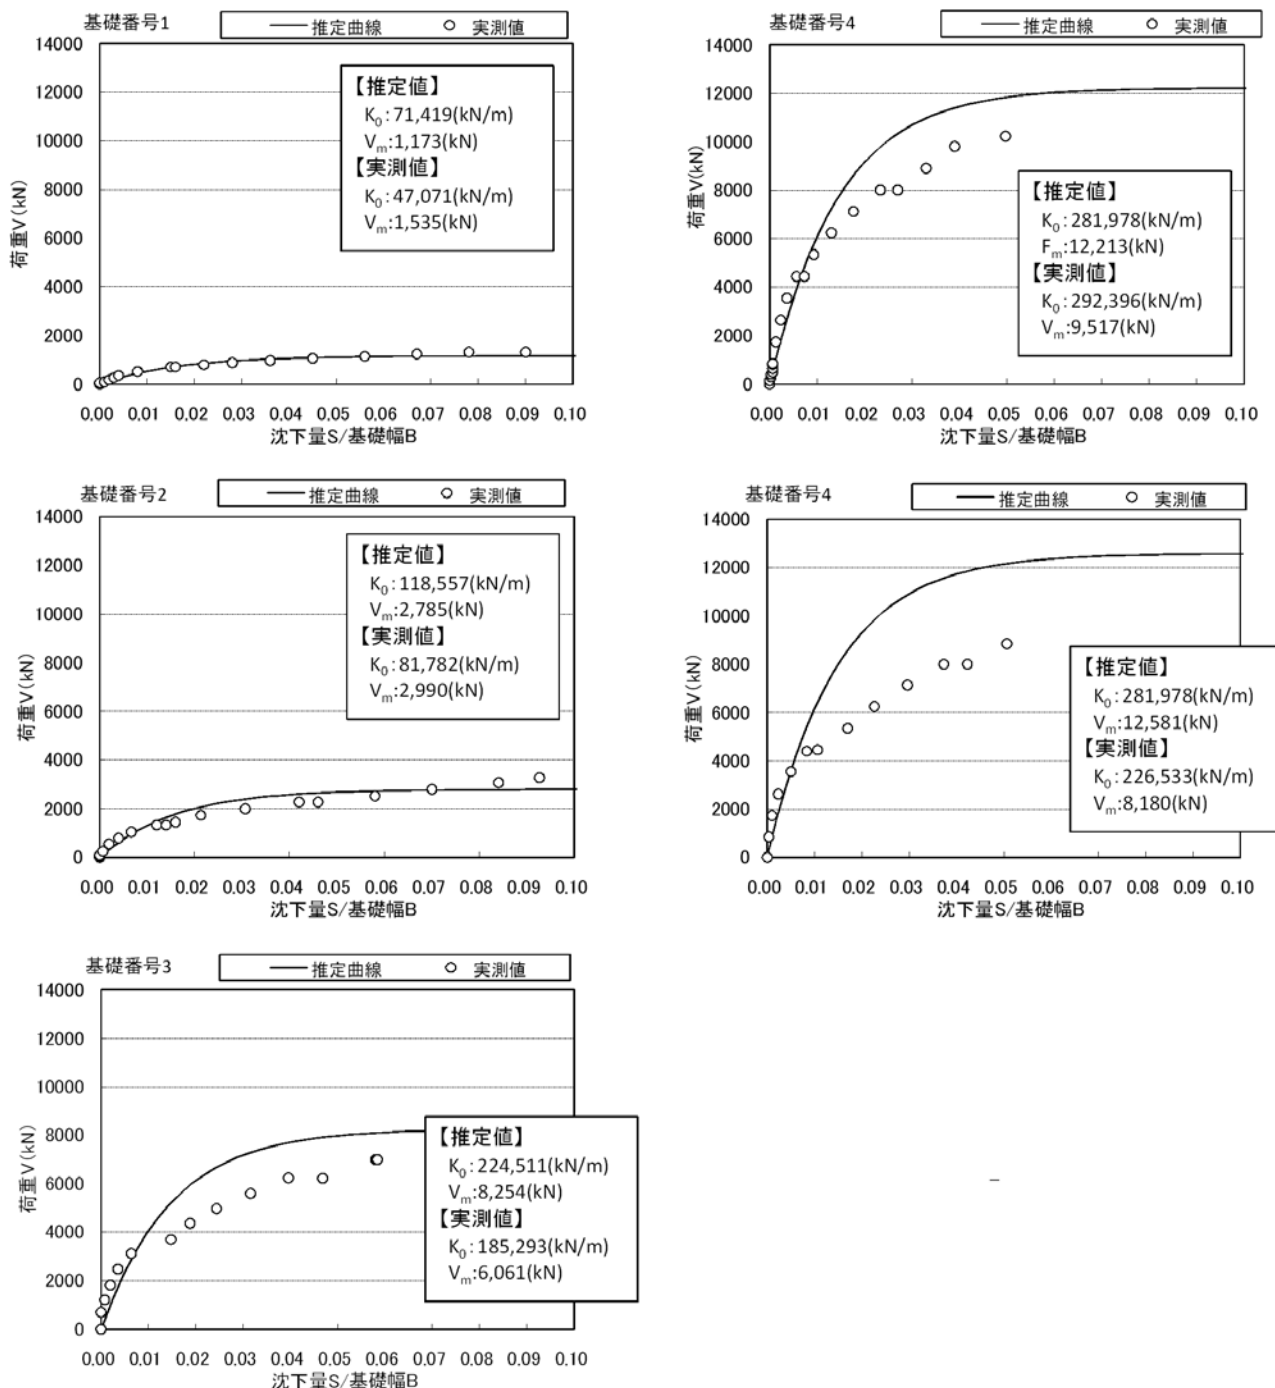 基礎番号1
推定曲線 実測値
14000
12000
10000
8000
6000
4000
2000
0
荷重V(kN)
【推定値】
K0:71,419(kN/m)
Vm:1,173(kN)
【実測値】
K0:47,071(kN/m)
Vm:1,535(kN)
0.00 0.01 0.02 0.03 0.04 0.05 0.06 0.07 0.08 0.09 0.10
沈下量S/基礎幅B
基礎番号4
推定曲線 実測値
14000
12000
10000
8000
6000
4000
2000
0
荷重V(kN)
【推定値】
K0:281,978(kN/m)
Fm:12,213(kN)
【実測値】
K0:292,396(kN/m)
Vm:9,517(kN)
0.00 0.01 0.02 0.03 0.04 0.05 0.06 0.07 0.08 0.09 0.10
沈下量S/基礎幅B
基礎番号2
推定曲線 実測値
14000
12000
10000
8000
6000
4000
2000
0
荷重V(kN)
【推定値】
K0:118,557(kN/m)
Vm:2,785(kN)
【実測値】
K0:81,782(kN/m)
Vm:2,990(kN)
0.00 0.01 0.02 0.03 0.04 0.05 0.06 0.07 0.08 0.09 0.10
沈下量S/基礎幅B
基礎番号4
推定曲線 実測値
14000
12000
10000
8000
6000
4000
2000
0
荷重V(kN)
【推定値】
K0:281,978(kN/m)
Vm:12,581(kN)
【実測値】
K0:226,533(kN/m)
Vm:8,180(kN)
0.00 0.01 0.02 0.03 0.04 0.05 0.06 0.07 0.08 0.09 0.10
沈下量S/基礎幅B
基礎番号3
推定曲線 実測値
14000
12000
10000
8000
6000
4000
2000
0
荷重V(kN)
【推定値】
K0:224,511(kN/m)
Vm:8,254(kN)
【実測値】
K0:185,293(kN/m)
Vm:6,061(kN)
0.00 0.01 0.02 0.03 0.04 0.05 0.06 0.07 0.08 0.09 0.10
沈下量S/基礎幅B